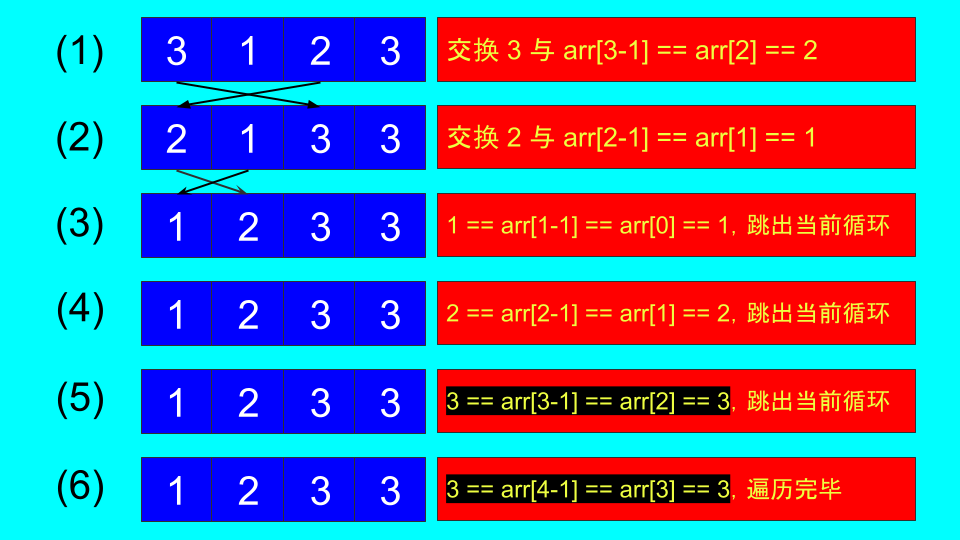 (1) 3 1 2 3 交换 3 与 arr[3-1] == arr[2] == 2
(2) 2 1 3 3 交换 2 与 arr[2-1] == arr[1] == 1
(3) 1 2 3 3 1 == arr[1-1] == arr[0] == 1, 跳出当前循环
(4) 1 2 3 3 2 == arr[2-1] == arr[1] == 2, 跳出当前循环
(5) 1 2 3 3 3 == arr[3-1] == arr[2] == 3, 跳出当前循环
(6) 1 2 3 3 3 == arr[4-1] == arr[3] == 3, 遍历完毕